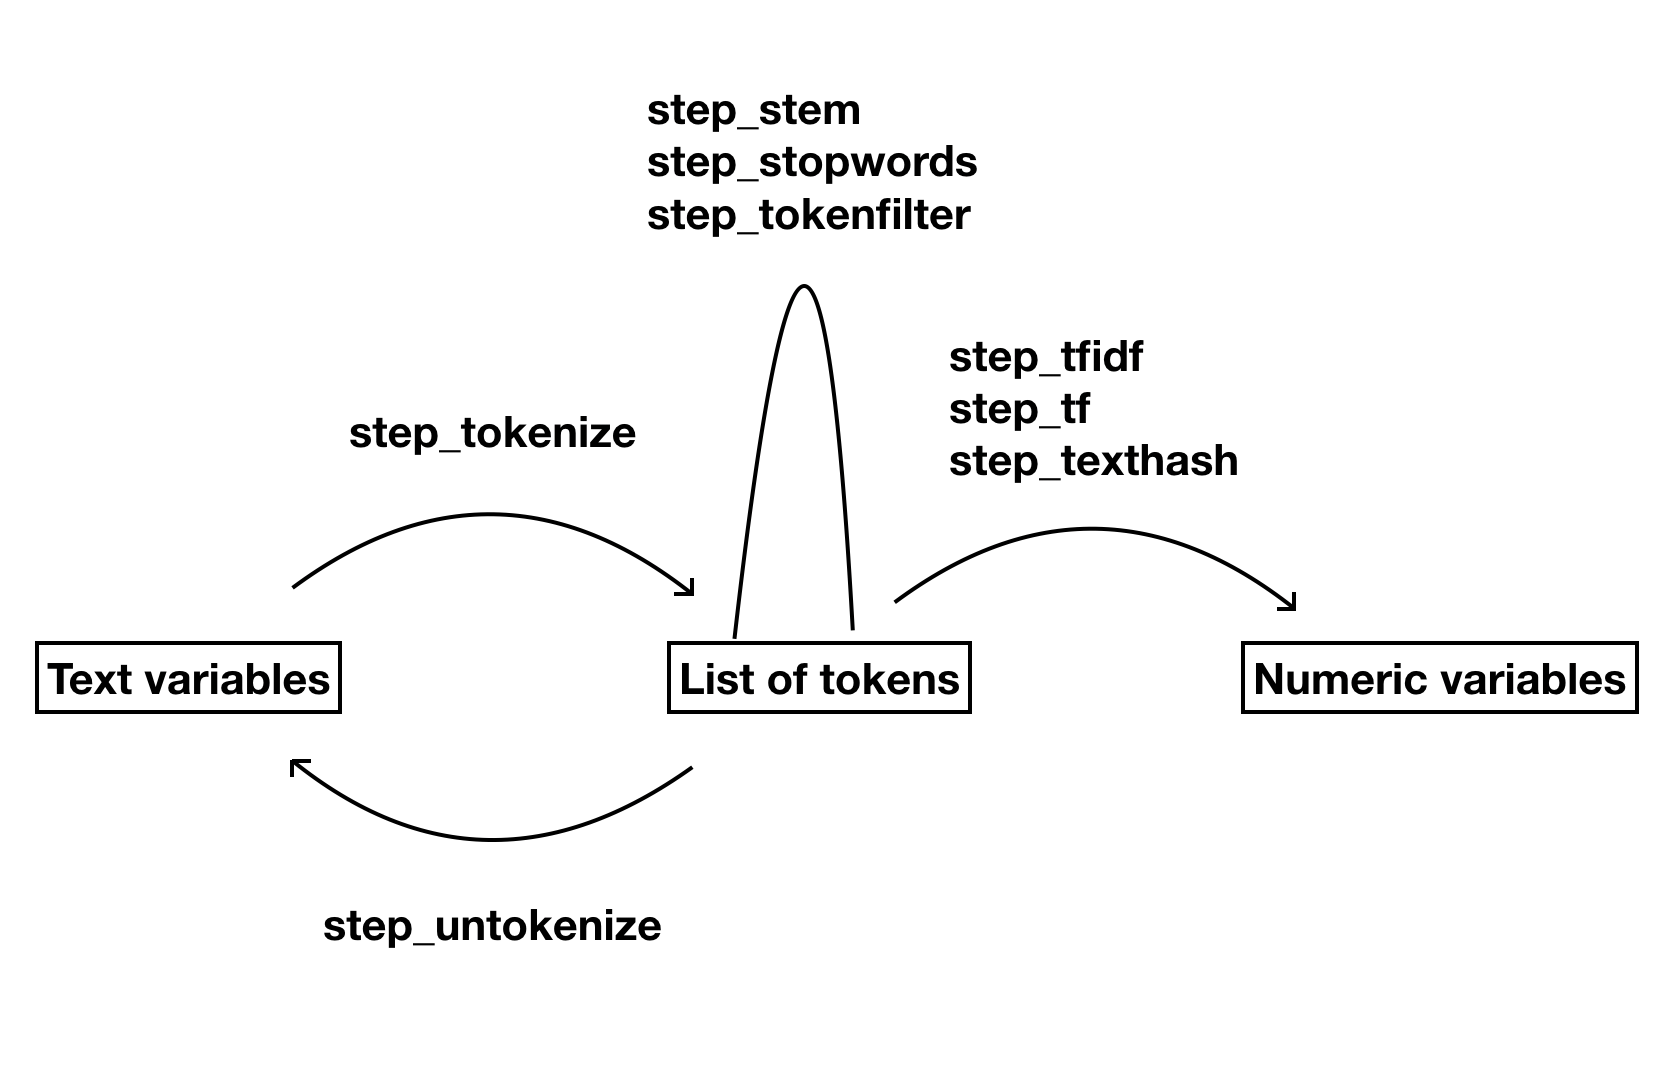 step_stem
step_stopwords
step_tokenfilter
step_tfidf
step_tf
step_texthash
step_tokenize
Text variables
List of tokens
Numeric variables
step_untokenize